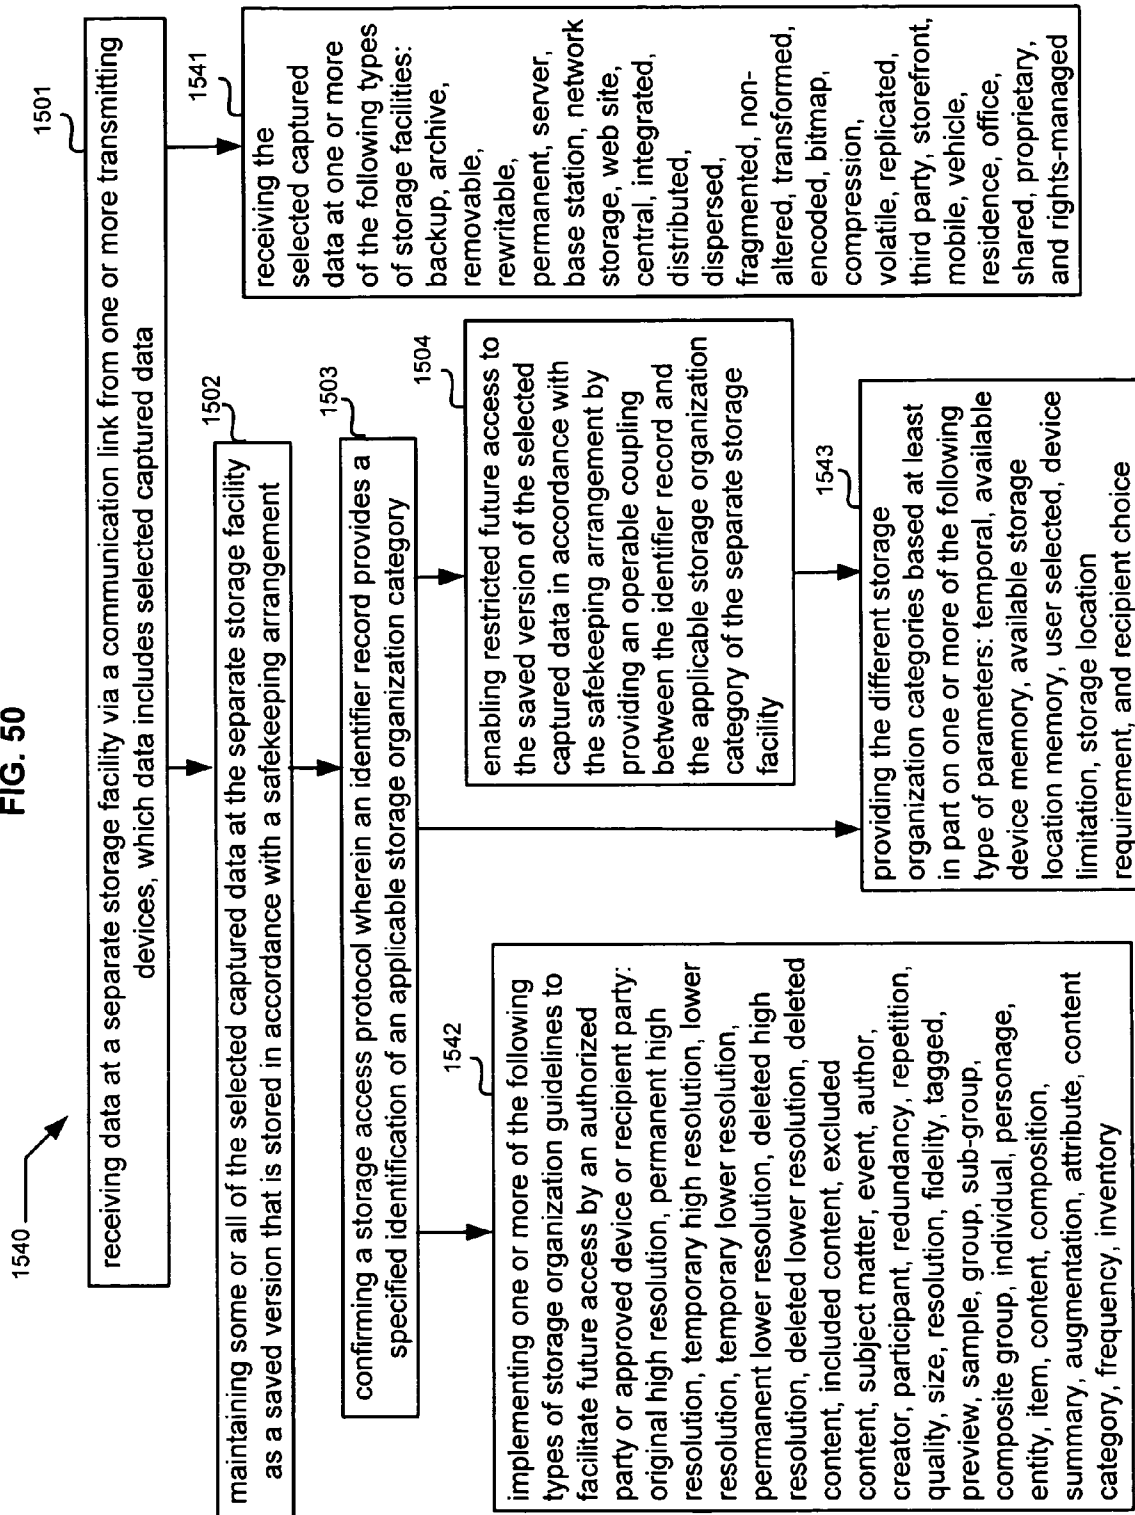 FIG. 50
1540
1501
receiving data at a separate storage facility via a communication link from one or more transmitting
devices, which data includes selected captured data
1502
maintaining some or all of the selected captured data at the separate storage facility
as a saved version that is stored in accordance with a safekeeping arrangement
1503
confirming a storage access protocol wherein an identifier record provides a
specified identification of an applicable storage organization category
1542
implementing one or more of the following
types of storage organization guidelines to
facilitate future access by an authorized
party or approved device or recipient party:
original high resolution, permanent high
resolution, temporary high resolution, lower
resolution, temporary lower resolution,
permanent lower resolution, deleted high
resolution, deleted lower resolution, deleted
content, included content, excluded
content, subject matter, event, author,
creator, participant, redundancy, repetition,
quality, size, resolution, fidelity, tagged,
preview, sample, group, sub-group,
composite group, individual, personage,
entity, item, content, composition,
summary, augmentation, attribute, content
category, frequency, inventory
1504
enabling restricted future access to
the saved version of the selected
captured data in accordance with
the safekeeping arrangement by
providing an operable coupling
between the identifier record and
the applicable storage organization
category of the separate storage
facility
1543
providing the different storage
organization categories based at least
in part on one or more of the following
type of parameters: temporal, available
device memory, available storage
location memory, user selected, device
limitation, storage location
requirement, and recipient choice
1541
receiving the
selected captured
data at one or more
of the following types
of storage facilities:
backup, archive,
removable,
rewritable,
permanent, server,
base station, network
storage, web site,
central, integrated,
distributed,
dispersed,
fragmented, non-
altered, transformed,
encoded, bitmap,
compression,
volatile, replicated,
third party, storefront,
mobile, vehicle,
residence, office,
shared, proprietary,
and rights-managed